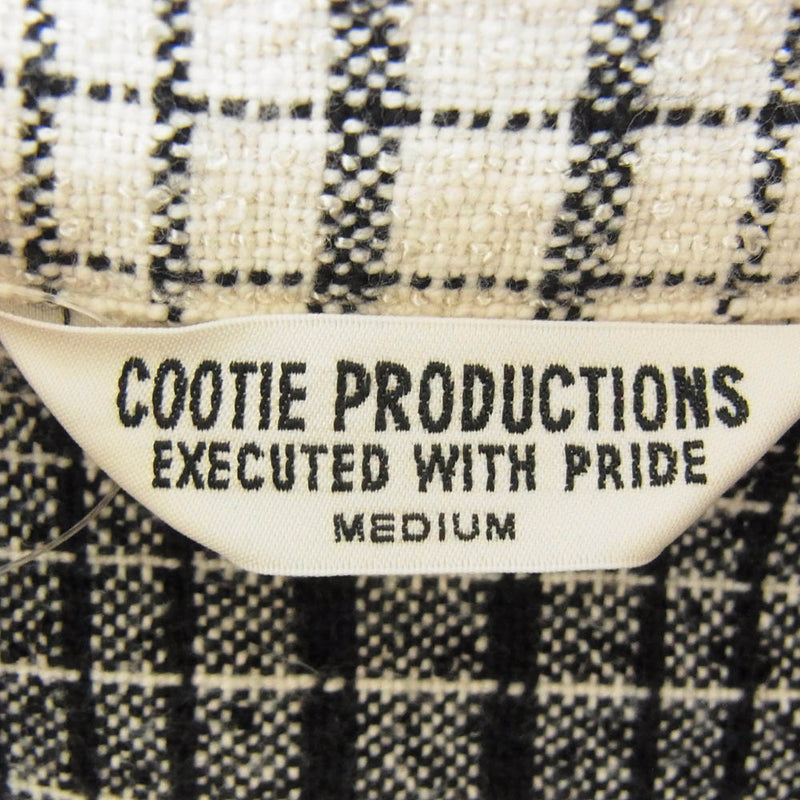 COOTIE PRODUCTIONS
EXECUTED WITH PRIDE
MEDIUM